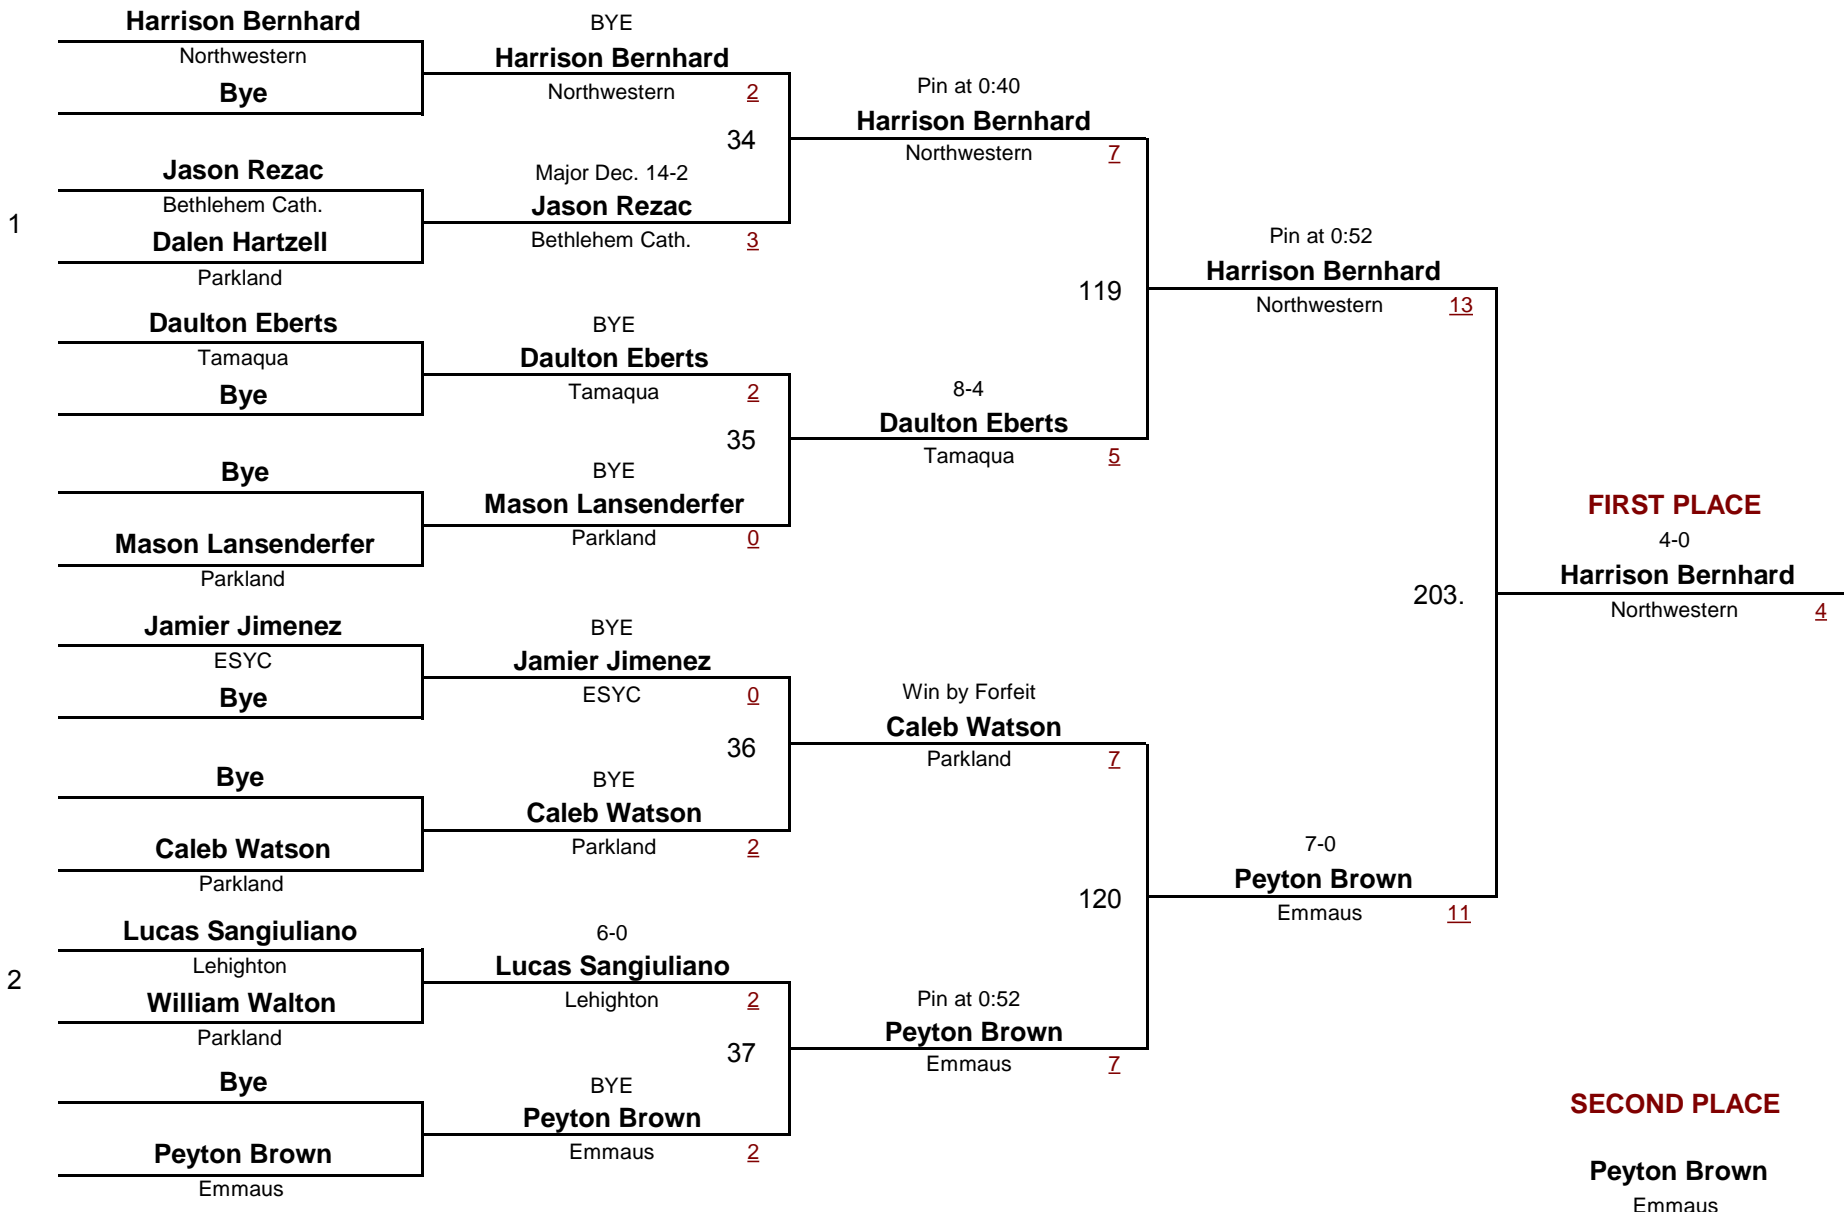 Harrison Bernhard
Northwestern
Bye
1
Jason Rezac
Bethlehem Cath.
Dalen Hartzell
Parkland
Daulton Eberts
Tamaqua
Bye
Bye
Mason Lansenderfer
Parkland
Jamier Jimenez
ESYC
Bye
Bye
Caleb Watson
Parkland
2
Lucas Sangiuliano
Lehighton
William Walton
Parkland
Bye
Peyton Brown
Emmaus
BYE
Harrison Bernhard
Northwestern 2
34
Major Dec. 14-2
Jason Rezac
Bethlehem Cath. 3
BYE
Daulton Eberts
Tamaqua 2
35
BYE
Mason Lansenderfer
Parkland 0
BYE
Jamier Jimenez
ESYC 0
36
BYE
Caleb Watson
Parkland 2
6-0
Lucas Sangiuliano
Lehighton 2
37
BYE
Peyton Brown
Emmaus 2
Pin at 0:40
Harrison Bernhard
Northwestern 7
119
8-4
Daulton Eberts
Tamaqua 5
Win by Forfeit
Caleb Watson
Parkland 7
120
Pin at 0:52
Peyton Brown
Emmaus 7
Pin at 0:52
Harrison Bernhard
Northwestern 13
203.
7-0
Peyton Brown
Emmaus 11
FIRST PLACE
4-0
Harrison Bernhard
Northwestern 4
SECOND PLACE
Peyton Brown
Emmaus